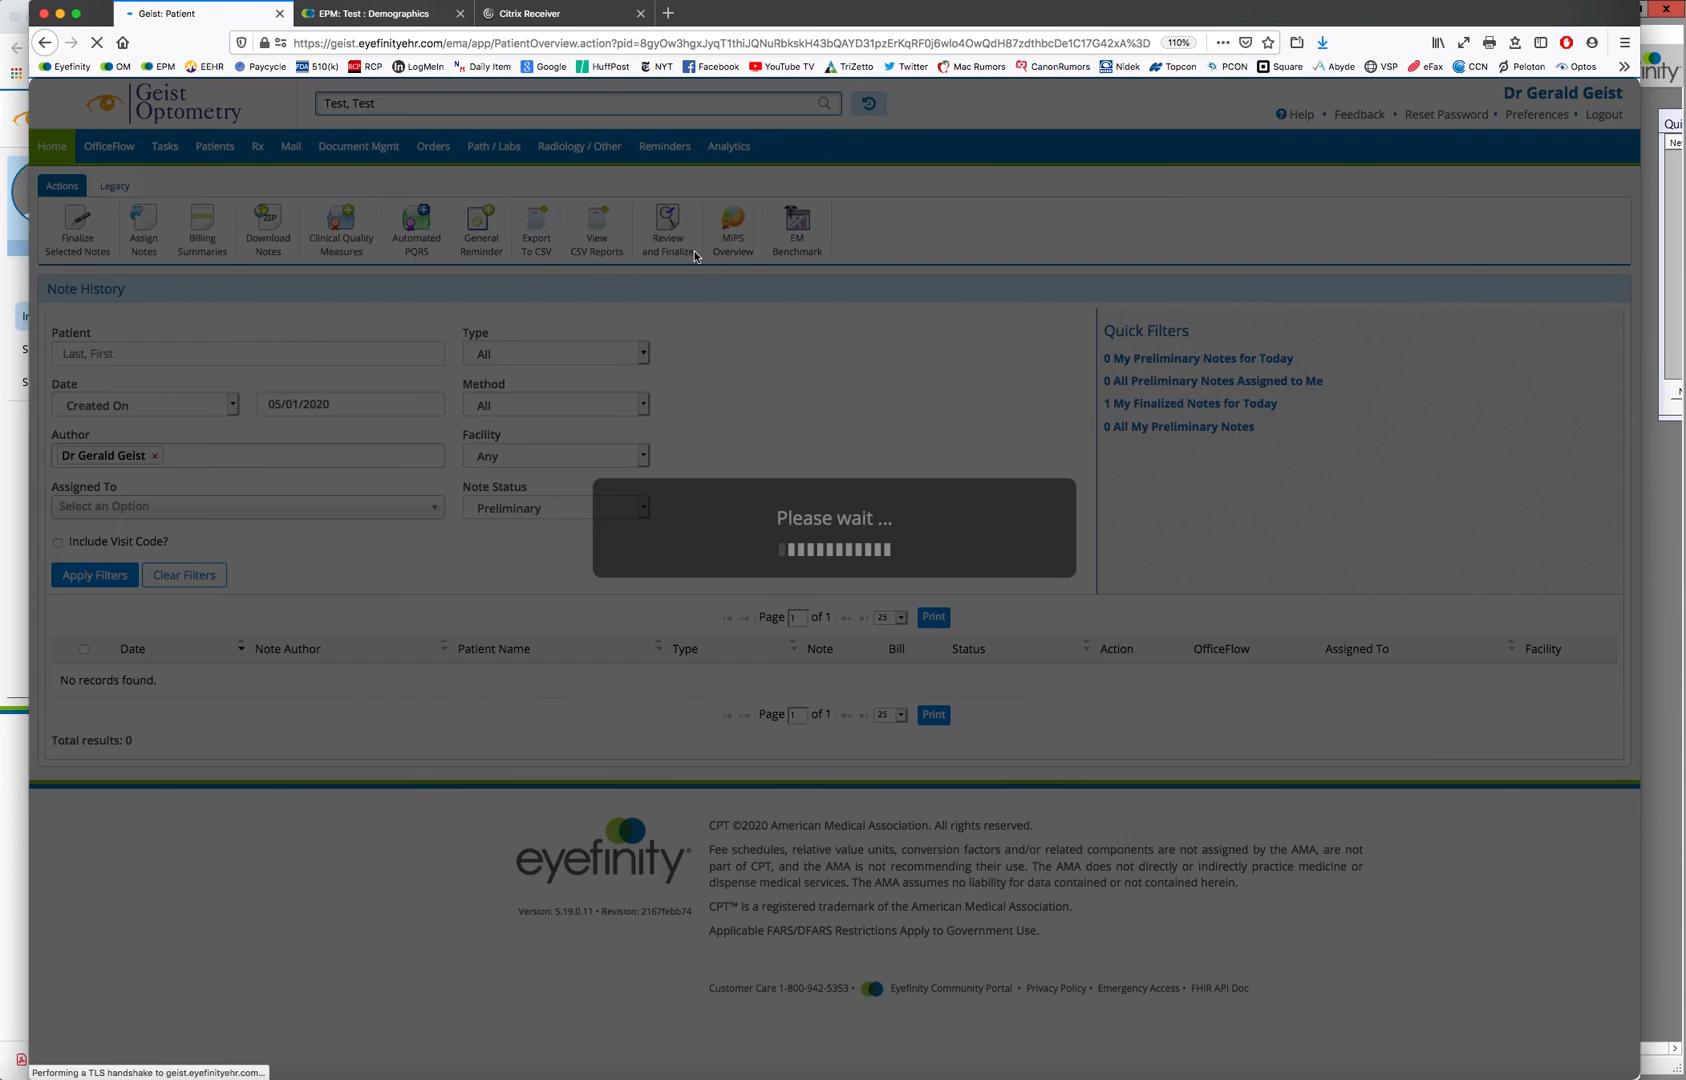 Geist: Patient
EPM: Test : Demographics
Citrix Receiver
https://geist.eyefinityehr.com/ema/app/PatientOverview.action?pid=8gyOw3hgxJyqT1thiJQNuRbkskH43bQAYD31pzErKqRF0j6wlo4OwQdH87zdthbcDe1C17G42xA%3D
110%
Eyefinity OM EPM EEHR Paycycle FDA 510(k) RCP RCP LogMeIn Daily Item Google HuffPost NYT Facebook YouTube TV TriZetto Twitter Mac Rumors CanonRumors Nidek Topcon PCON Square Abyde VSP eFax CCN Peloton Optos
Geist
Optometry
Test, Test
Dr Gerald Geist
Help • Feedback • Reset Password • Preferences • Logout
Home OfficeFlow Tasks Patients Rx Mail Document Mgmt Orders Path / Labs Radiology / Other Reminders Analytics
Actions Legacy
Finalize
Selected Notes
Assign
Notes
Billing
Summaries
ZIP
Download
Notes
Clinical Quality
Measures
Automated
PQRS
General
Reminder
Export
To CSV
View
CSV Reports
Review
and Finalize
MIPS
Overview
EM
Benchmark
Note History
Patient
Last, First
Type
All
Date
Created On
05/01/2020
Method
All
Author
Dr Gerald Geist ×
Facility
Any
Assigned To
Select an Option
Note Status
Preliminary
Include Visit Code?
Apply Filters Clear Filters
Quick Filters
0 My Preliminary Notes for Today
0 All Preliminary Notes Assigned to Me
1 My Finalized Notes for Today
0 All My Preliminary Notes
Please wait ...
Page 1 of 1 25 Print
Date Note Author Patient Name Type Note Bill Status Action OfficeFlow Assigned To Facility
No records found.
Page 1 of 1 25 Print
Total results: 0
eyefinity
Version: 5.19.0.11 • Revision: 2167febb74
CPT ©2020 American Medical Association. All rights reserved.
Fee schedules, relative value units, conversion factors and/or related components are not assigned by the AMA, are not
part of CPT, and the AMA is not recommending their use. The AMA does not directly or indirectly practice medicine or
dispense medical services. The AMA assumes no liability for data contained or not contained herein.
CPT™ is a registered trademark of the American Medical Association.
Applicable FARS/DFARS Restrictions Apply to Government Use.
Customer Care 1-800-942-5353 • Eyefinity Community Portal • Privacy Policy • Emergency Access • FHIR API Doc
Performing a TLS handshake to geist.eyefinityehr.com...